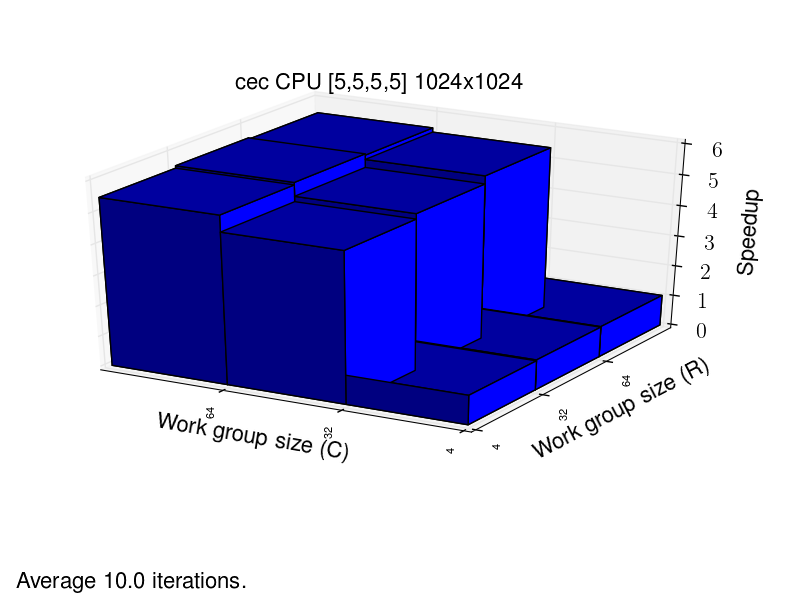 cec CPU [5,5,5,5] 1024x1024
6
5
4
3
2
1
0
Speedup
64
32
4
Work group size (C)
4
32
64
Work group size (R)
Average 10.0 iterations.